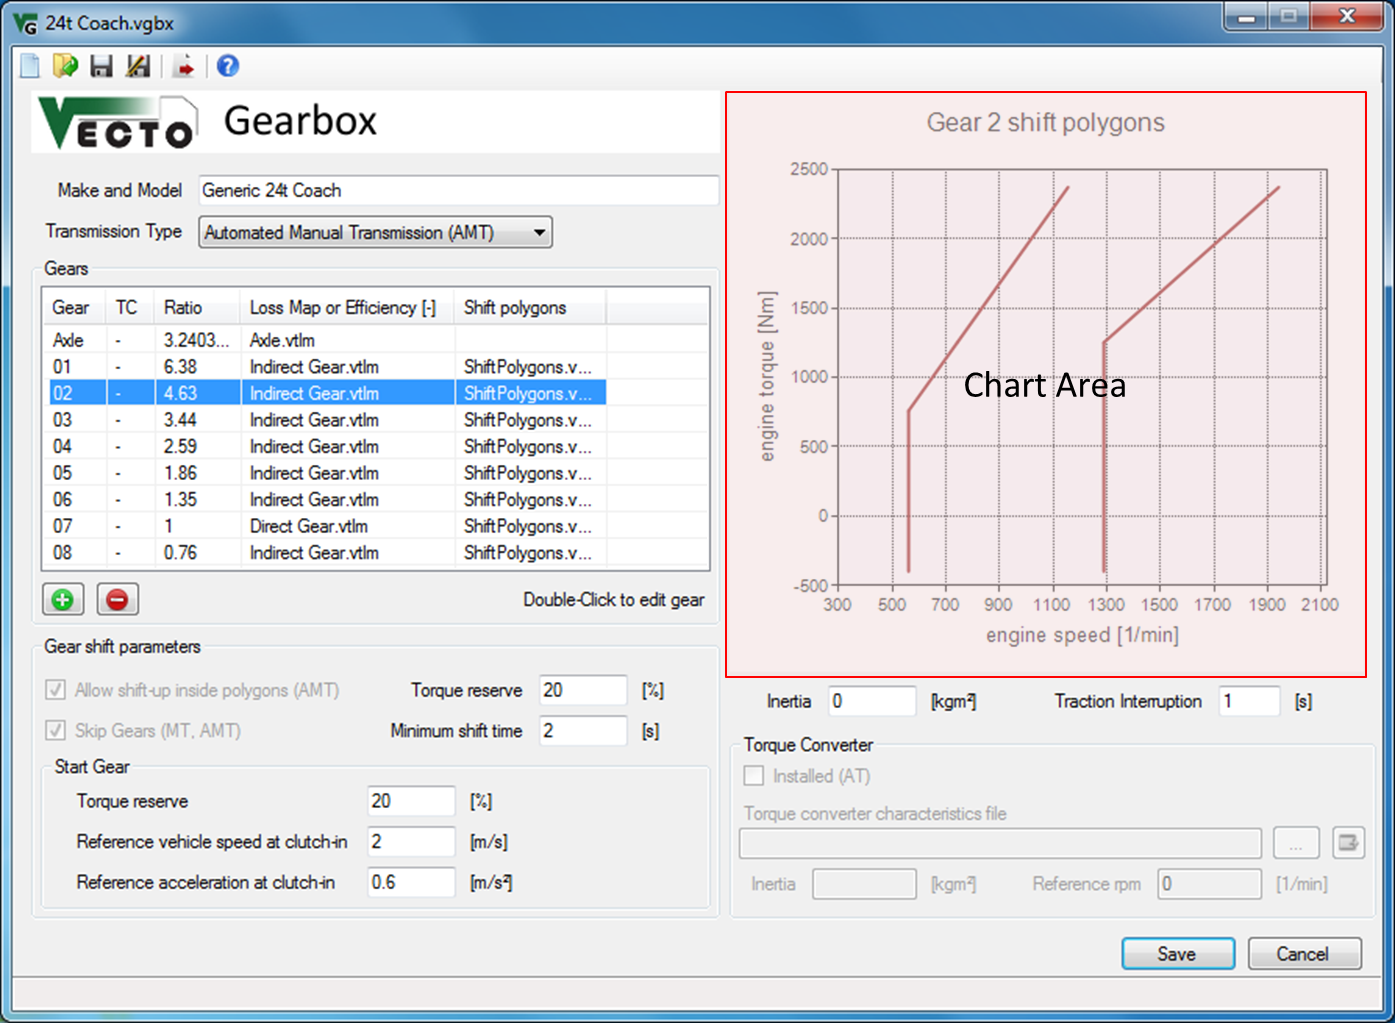 24t Coach.vgbx
VECTO Gearbox
Make and Model Generic 24t Coach
Transmission Type Automated Manual Transmission (AMT)
Gears
Gear TC Ratio Loss Map or Efficiency [-] Shift polygons
Axle - 3.2403... Axle.vtlm
01 - 6.38 Indirect Gear.vtlm ShiftPolygons.v...
02 - 4.63 Indirect Gear.vtlm ShiftPolygons.v...
03 - 3.44 Indirect Gear.vtlm ShiftPolygons.v...
04 - 2.59 Indirect Gear.vtlm ShiftPolygons.v...
05 - 1.86 Indirect Gear.vtlm ShiftPolygons.v...
06 - 1.35 Indirect Gear.vtlm ShiftPolygons.v...
07 - 1 Direct Gear.vtlm ShiftPolygons.v...
08 - 0.76 Indirect Gear.vtlm ShiftPolygons.v...
Double-Click to edit gear
Gear shift parameters
Allow shift-up inside polygons (AMT) Torque reserve 20 [%]
Skip Gears (MT, AMT) Minimum shift time 2 [s]
Start Gear
Torque reserve 20 [%]
Reference vehicle speed at clutch-in 2 [m/s]
Reference acceleration at clutch-in 0.6 [m/s²]
Gear 2 shift polygons
2500
2000
1500
1000
500
0
-500
engine torque [Nm]
Chart Area
300 500 700 900 1100 1300 1500 1700 1900 2100
engine speed [1/min]
Inertia 0 [kgm²] Traction Interruption 1 [s]
Torque Converter
Installed (AT)
Torque converter characteristics file
...
Inertia [kgm²] Reference rpm 0 [1/min]
Save Cancel